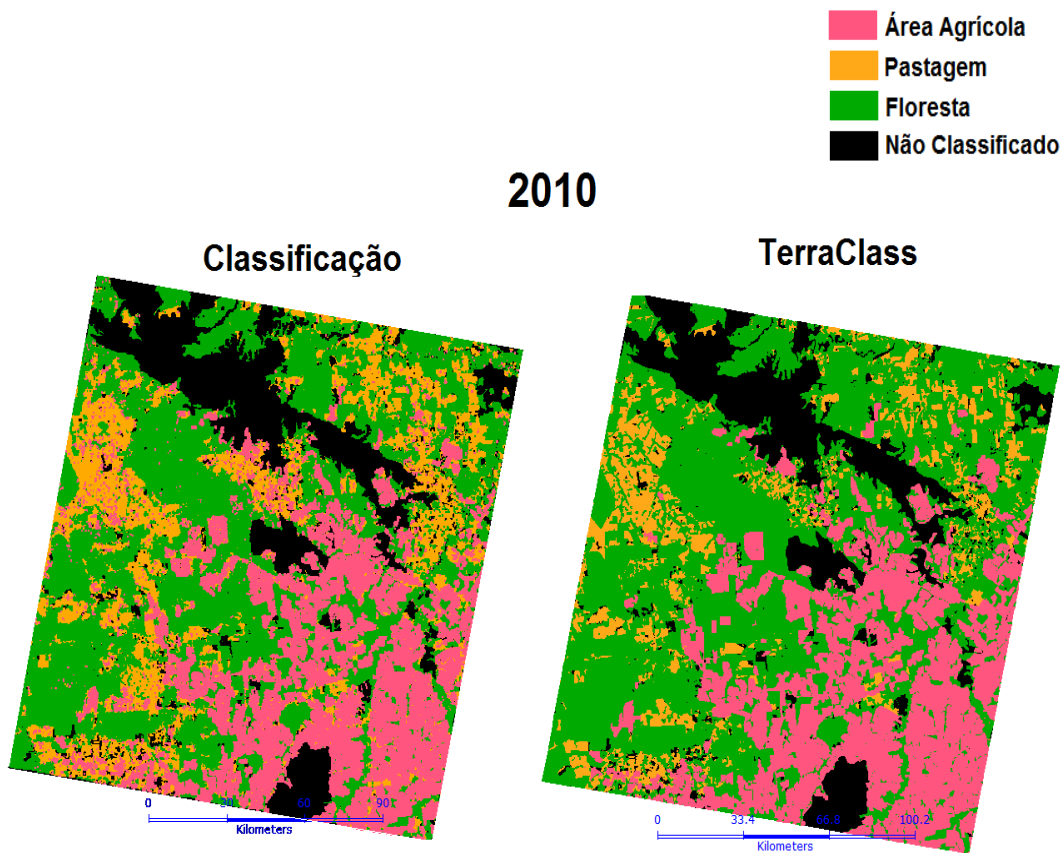 Área Agrícola
Pastagem
Floresta
Não Classificado
2010
Classificação
TerraClass
0 30 60 90
Kilometers
0 33.4 66.8 100.2
Kilometers